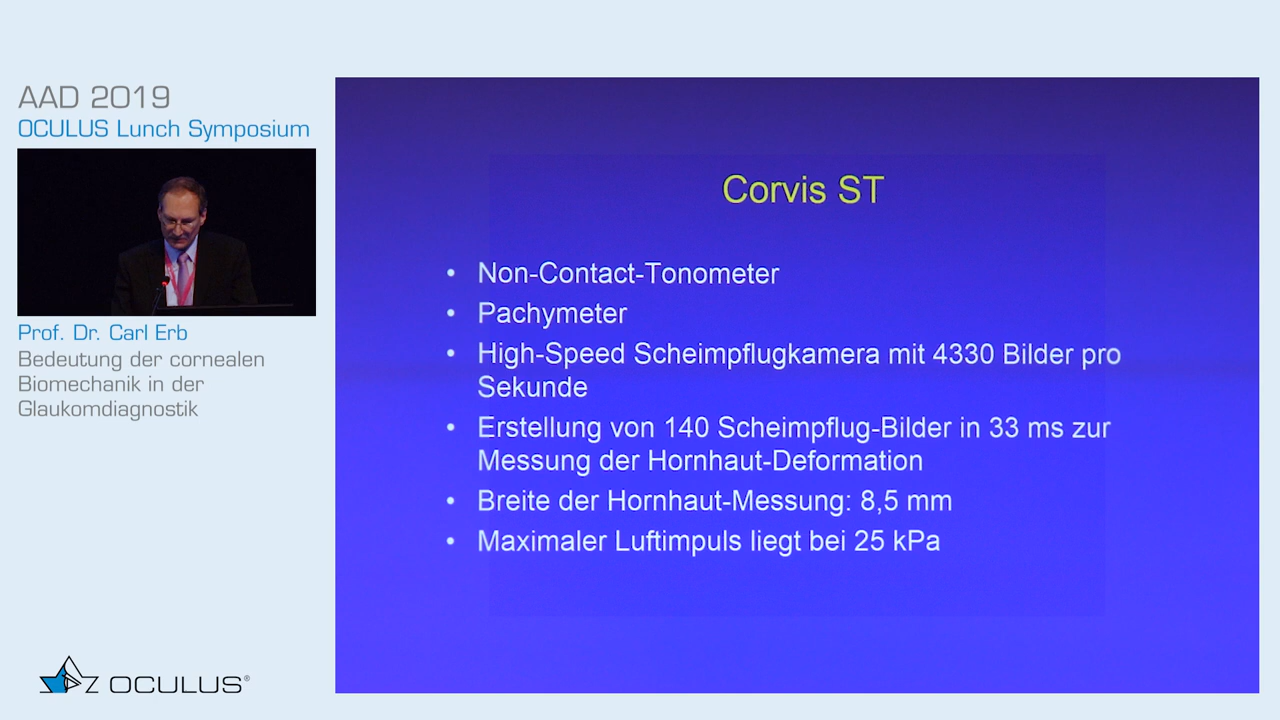 AAD 2019
OCULUS Lunch Symposium
Prof. Dr. Carl Erb
Bedeutung der cornealen
Biomechanik in der
Glaukomdiagnostik
OCULUS®
Corvis ST
• Non-Contact-Tonometer
• Pachymeter
• High-Speed Scheimpflugkamera mit 4330 Bilder pro
Sekunde
• Erstellung von 140 Scheimpflug-Bilder in 33 ms zur
Messung der Hornhaut-Deformation
• Breite der Hornhaut-Messung: 8,5 mm
• Maximaler Luftimpuls liegt bei 25 kPa